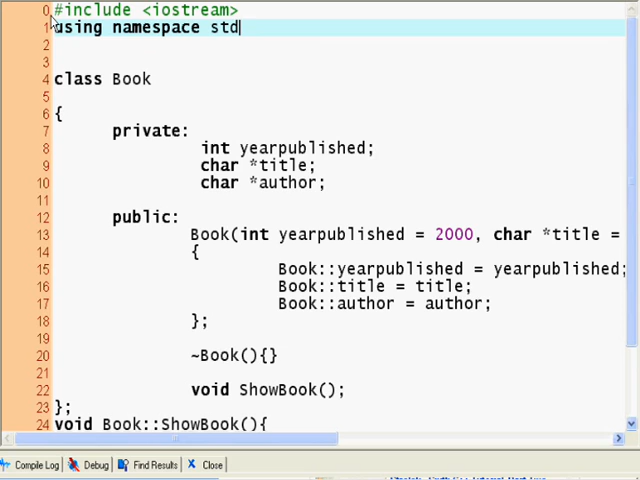 0 #include <iostream>
1 using namespace std
2
3
4 class Book
5
6 {
7 private:
8 int yearpublished;
9 char *title;
10 char *author;
11
12 public:
13 Book(int yearpublished = 2000, char *title =
14 {
15 Book::yearpublished = yearpublished;
16 Book::title = title;
17 Book::author = author;
18 };
19
20 ~Book(){}
21
22 void ShowBook();
23 };
24 void Book::ShowBook(){
Compile Log Debug Find Results Close